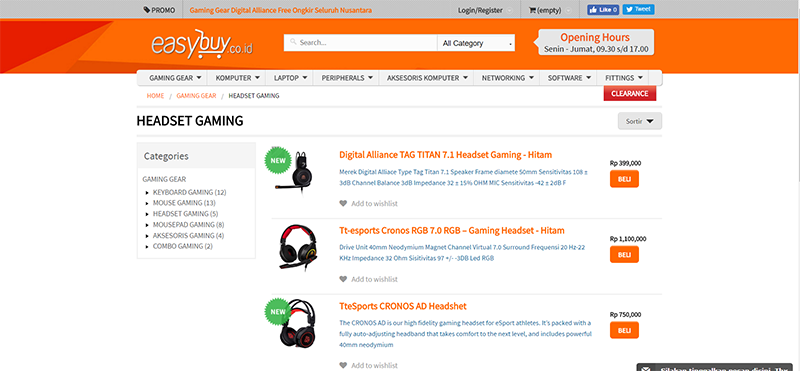 PROMO
Gaming Gear Digital Alliance Free Ongkir Seluruh Nusantara
Login/Register
(empty)
Like 0
Tweet
easybuy.co.id
Search...
All Category
Opening Hours
Senin - Jumat, 09.30 s/d 17.00
GAMING GEAR
KOMPUTER
LAPTOP
PERIPHERALS
AKSESORIS KOMPUTER
NETWORKING
SOFTWARE
FITTINGS
HOME / GAMING GEAR / HEADSET GAMING
CLEARANCE
HEADSET GAMING
Sortir
Categories
GAMING GEAR
KEYBOARD GAMING (12)
MOUSE GAMING (13)
HEADSET GAMING (5)
MOUSEPAD GAMING (8)
AKSESORIS GAMING (4)
COMBO GAMING (2)
NEW
Digital Alliance TAG TITAN 7.1 Headset Gaming - Hitam
Merek Digital Alliace Type Tag Titan 7.1 Speaker Frame diamete 50mm Sensitivitas 108 ±
3dB Channel Balance 3dB Impedance 32 ± 15% OHM MIC Sensitivitas -42 ± 2dB F
Add to wishlist
Rp 399,000
BELI
Tt-esports Cronos RGB 7.0 RGB – Gaming Headset - Hitam
Drive Unit 40mm Neodymium Magnet Channel Virtual 7.0 Surround Frequensi 20 Hz-22
KHz Impedance 32 Ohm Sisitivitas 97 +/- -3DB Led RGB
Add to wishlist
Rp 1,100,000
BELI
NEW
TteSports CRONOS AD Headshet
The CRONOS AD is our high fidelity gaming headset for eSport athletes. It's packed with a
fully auto-adjusting headband that takes comfort to the next level, and includes powerful
40mm neodymium
Add to wishlist
Rp 750,000
BELI
Silahan tinggalkan pesan disini, Thx